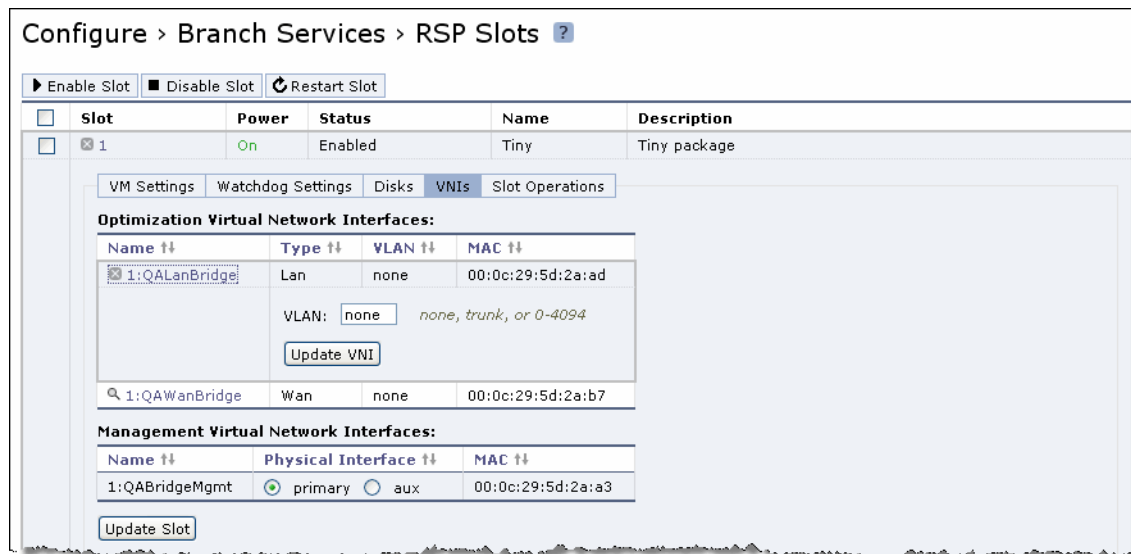 Configure › Branch Services › RSP Slots ?
Enable Slot Disable Slot Restart Slot
Slot Power Status Name Description
1 On Enabled Tiny Tiny package
VM Settings Watchdog Settings Disks VNIs Slot Operations
Optimization Virtual Network Interfaces:
Name Type VLAN MAC
1:QALanBridge Lan none 00:0c:29:5d:2a:ad
VLAN: none none, trunk, or 0-4094
Update VNI
1:QAWanBridge Wan none 00:0c:29:5d:2a:b7
Management Virtual Network Interfaces:
Name Physical Interface MAC
1:QABridgeMgmt primary aux 00:0c:29:5d:2a:a3
Update Slot